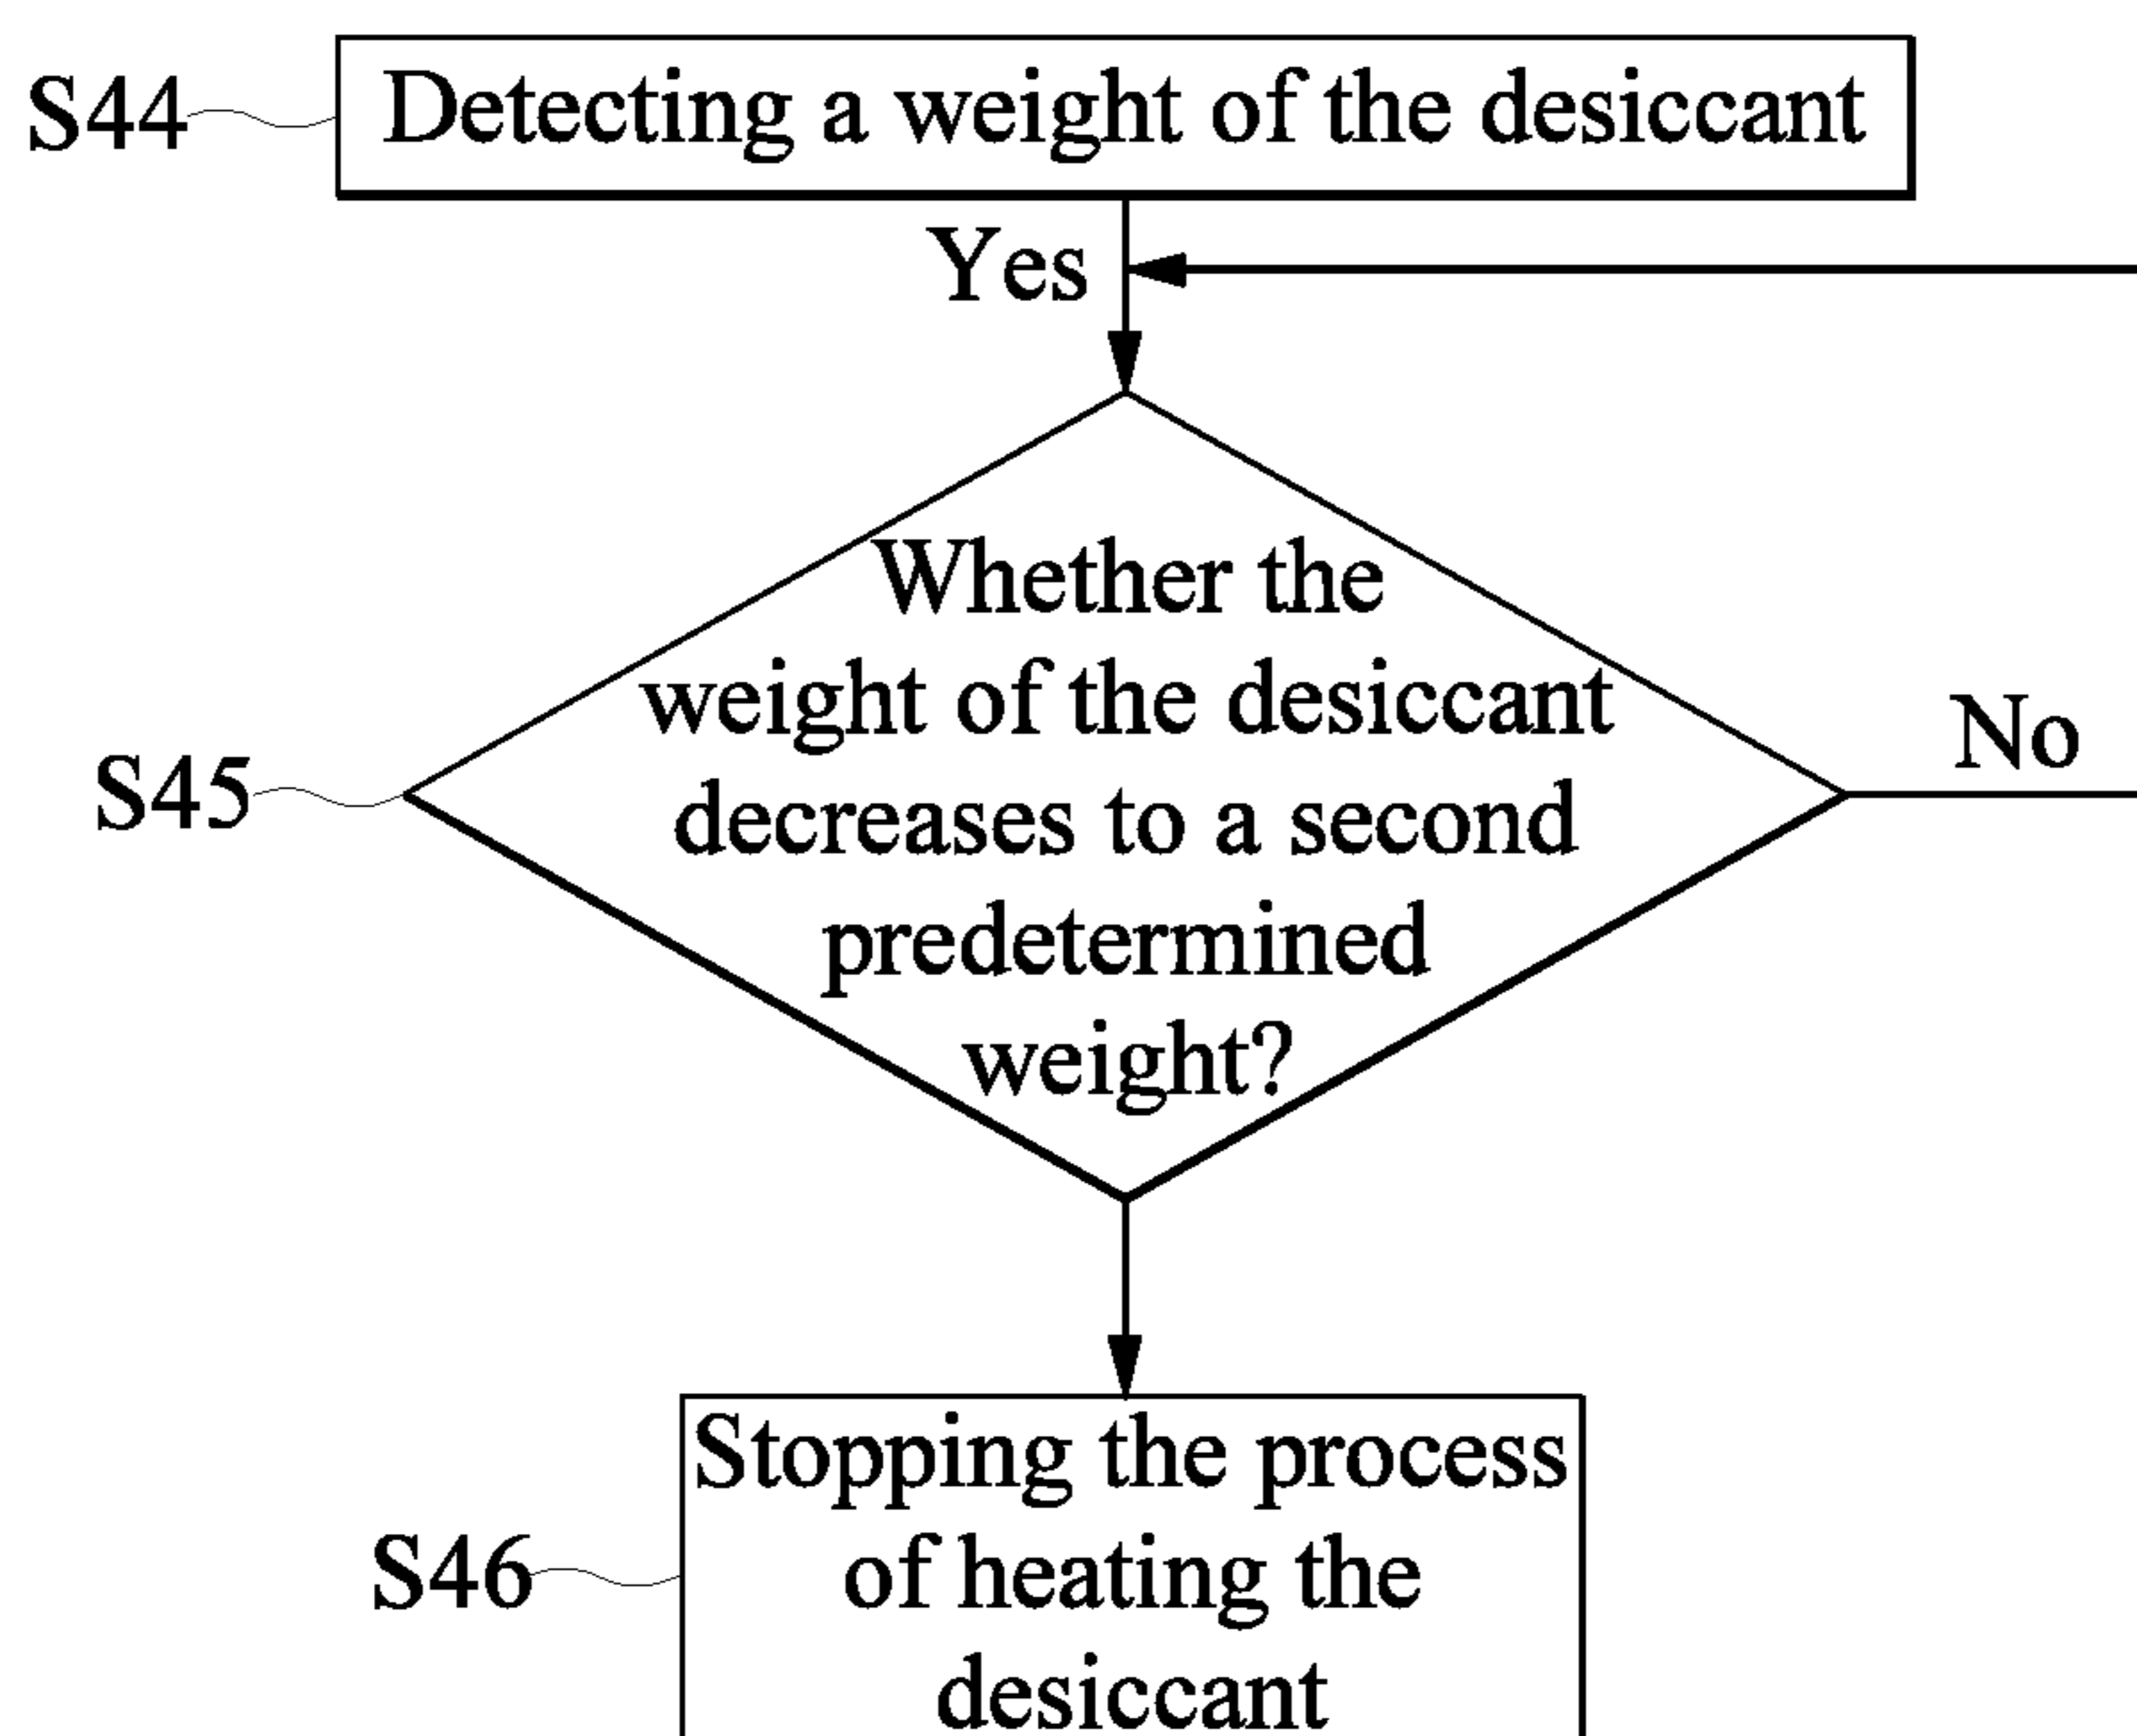 S44
Detecting a weight of the desiccant
Yes
Whether the
weight of the desiccant
decreases to a second
predetermined
weight?
S45
No
Stopping the process
of heating the
desiccant
S46